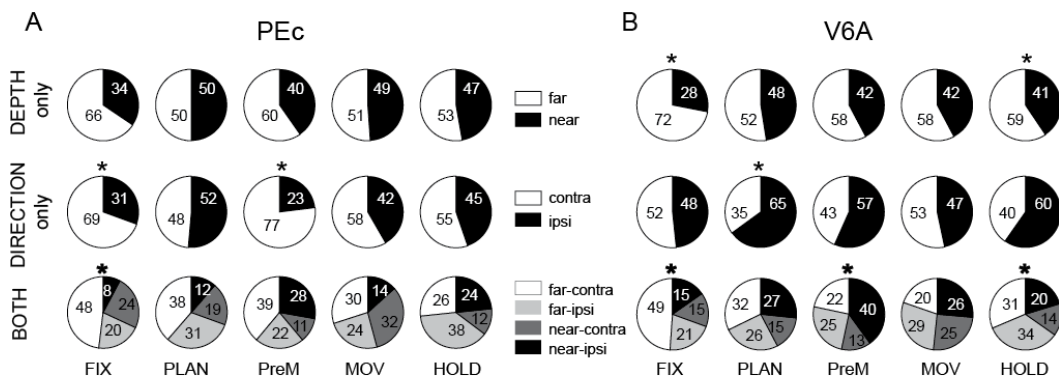 A PEc B V6A
* *
DEPTH only 34 50 40 49 47 far 28 48 42 42 41
66 50 60 51 53 near 72 52 58 58 59
* * *
DIRECTION only 31 52 23 42 45 contra 52 48 35 65 43 57 53 47 40 60
69 48 77 58 55 ipsi
* * * *
BOTH 8 12 28 14 24 far-contra 15 27 22 40 20 26 20
48 24 38 19 39 30 26 far-ipsi 49 15 32 31
20 31 22 11 24 32 38 12 near-contra 21 26 15 25 13 29 25 34 14
near-ipsi
FIX PLAN PreM MOV HOLD FIX PLAN PreM MOV HOLD